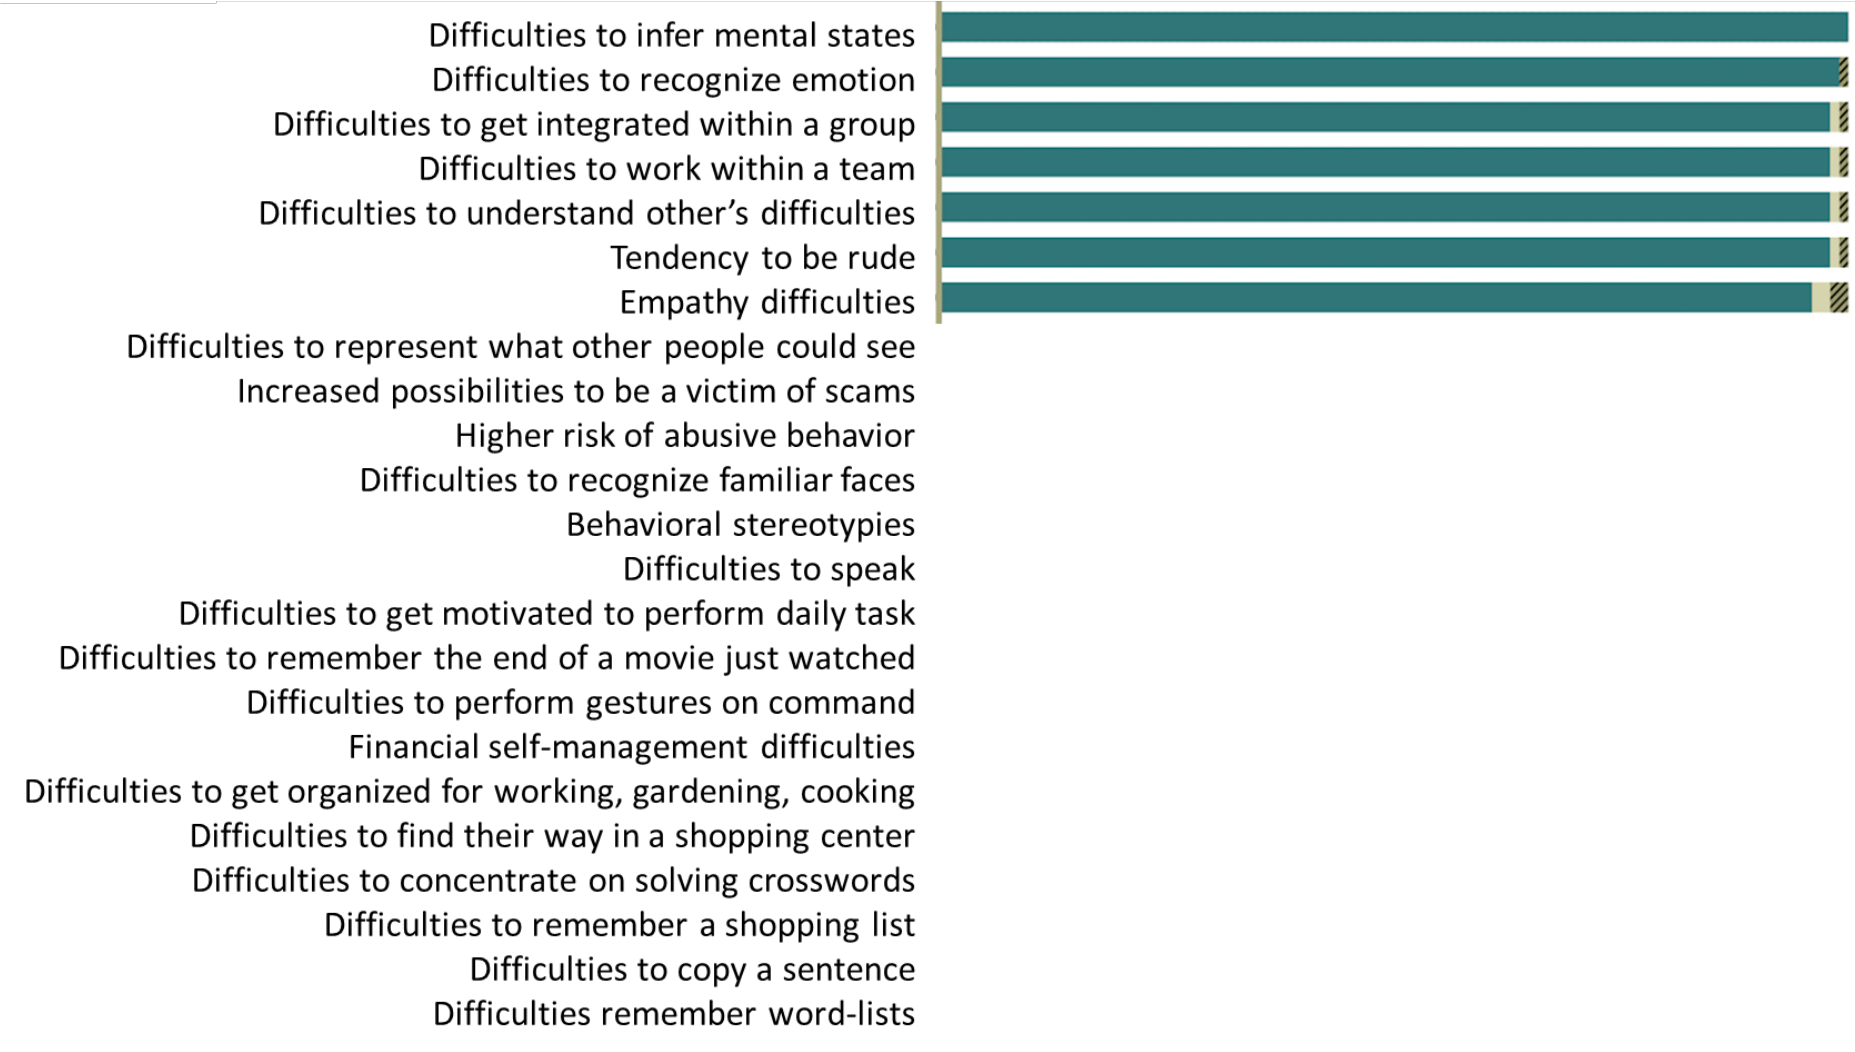 Difficulties to infer mental states
Difficulties to recognize emotion
Difficulties to get integrated within a group
Difficulties to work within a team
Difficulties to understand other’s difficulties
Tendency to be rude
Empathy difficulties
Difficulties to represent what other people could see
Increased possibilities to be a victim of scams
Higher risk of abusive behavior
Difficulties to recognize familiar faces
Behavioral stereotypies
Difficulties to speak
Difficulties to get motivated to perform daily task
Difficulties to remember the end of a movie just watched
Difficulties to perform gestures on command
Financial self-management difficulties
Difficulties to get organized for working, gardening, cooking
Difficulties to find their way in a shopping center
Difficulties to concentrate on solving crosswords
Difficulties to remember a shopping list
Difficulties to copy a sentence
Difficulties remember word-lists